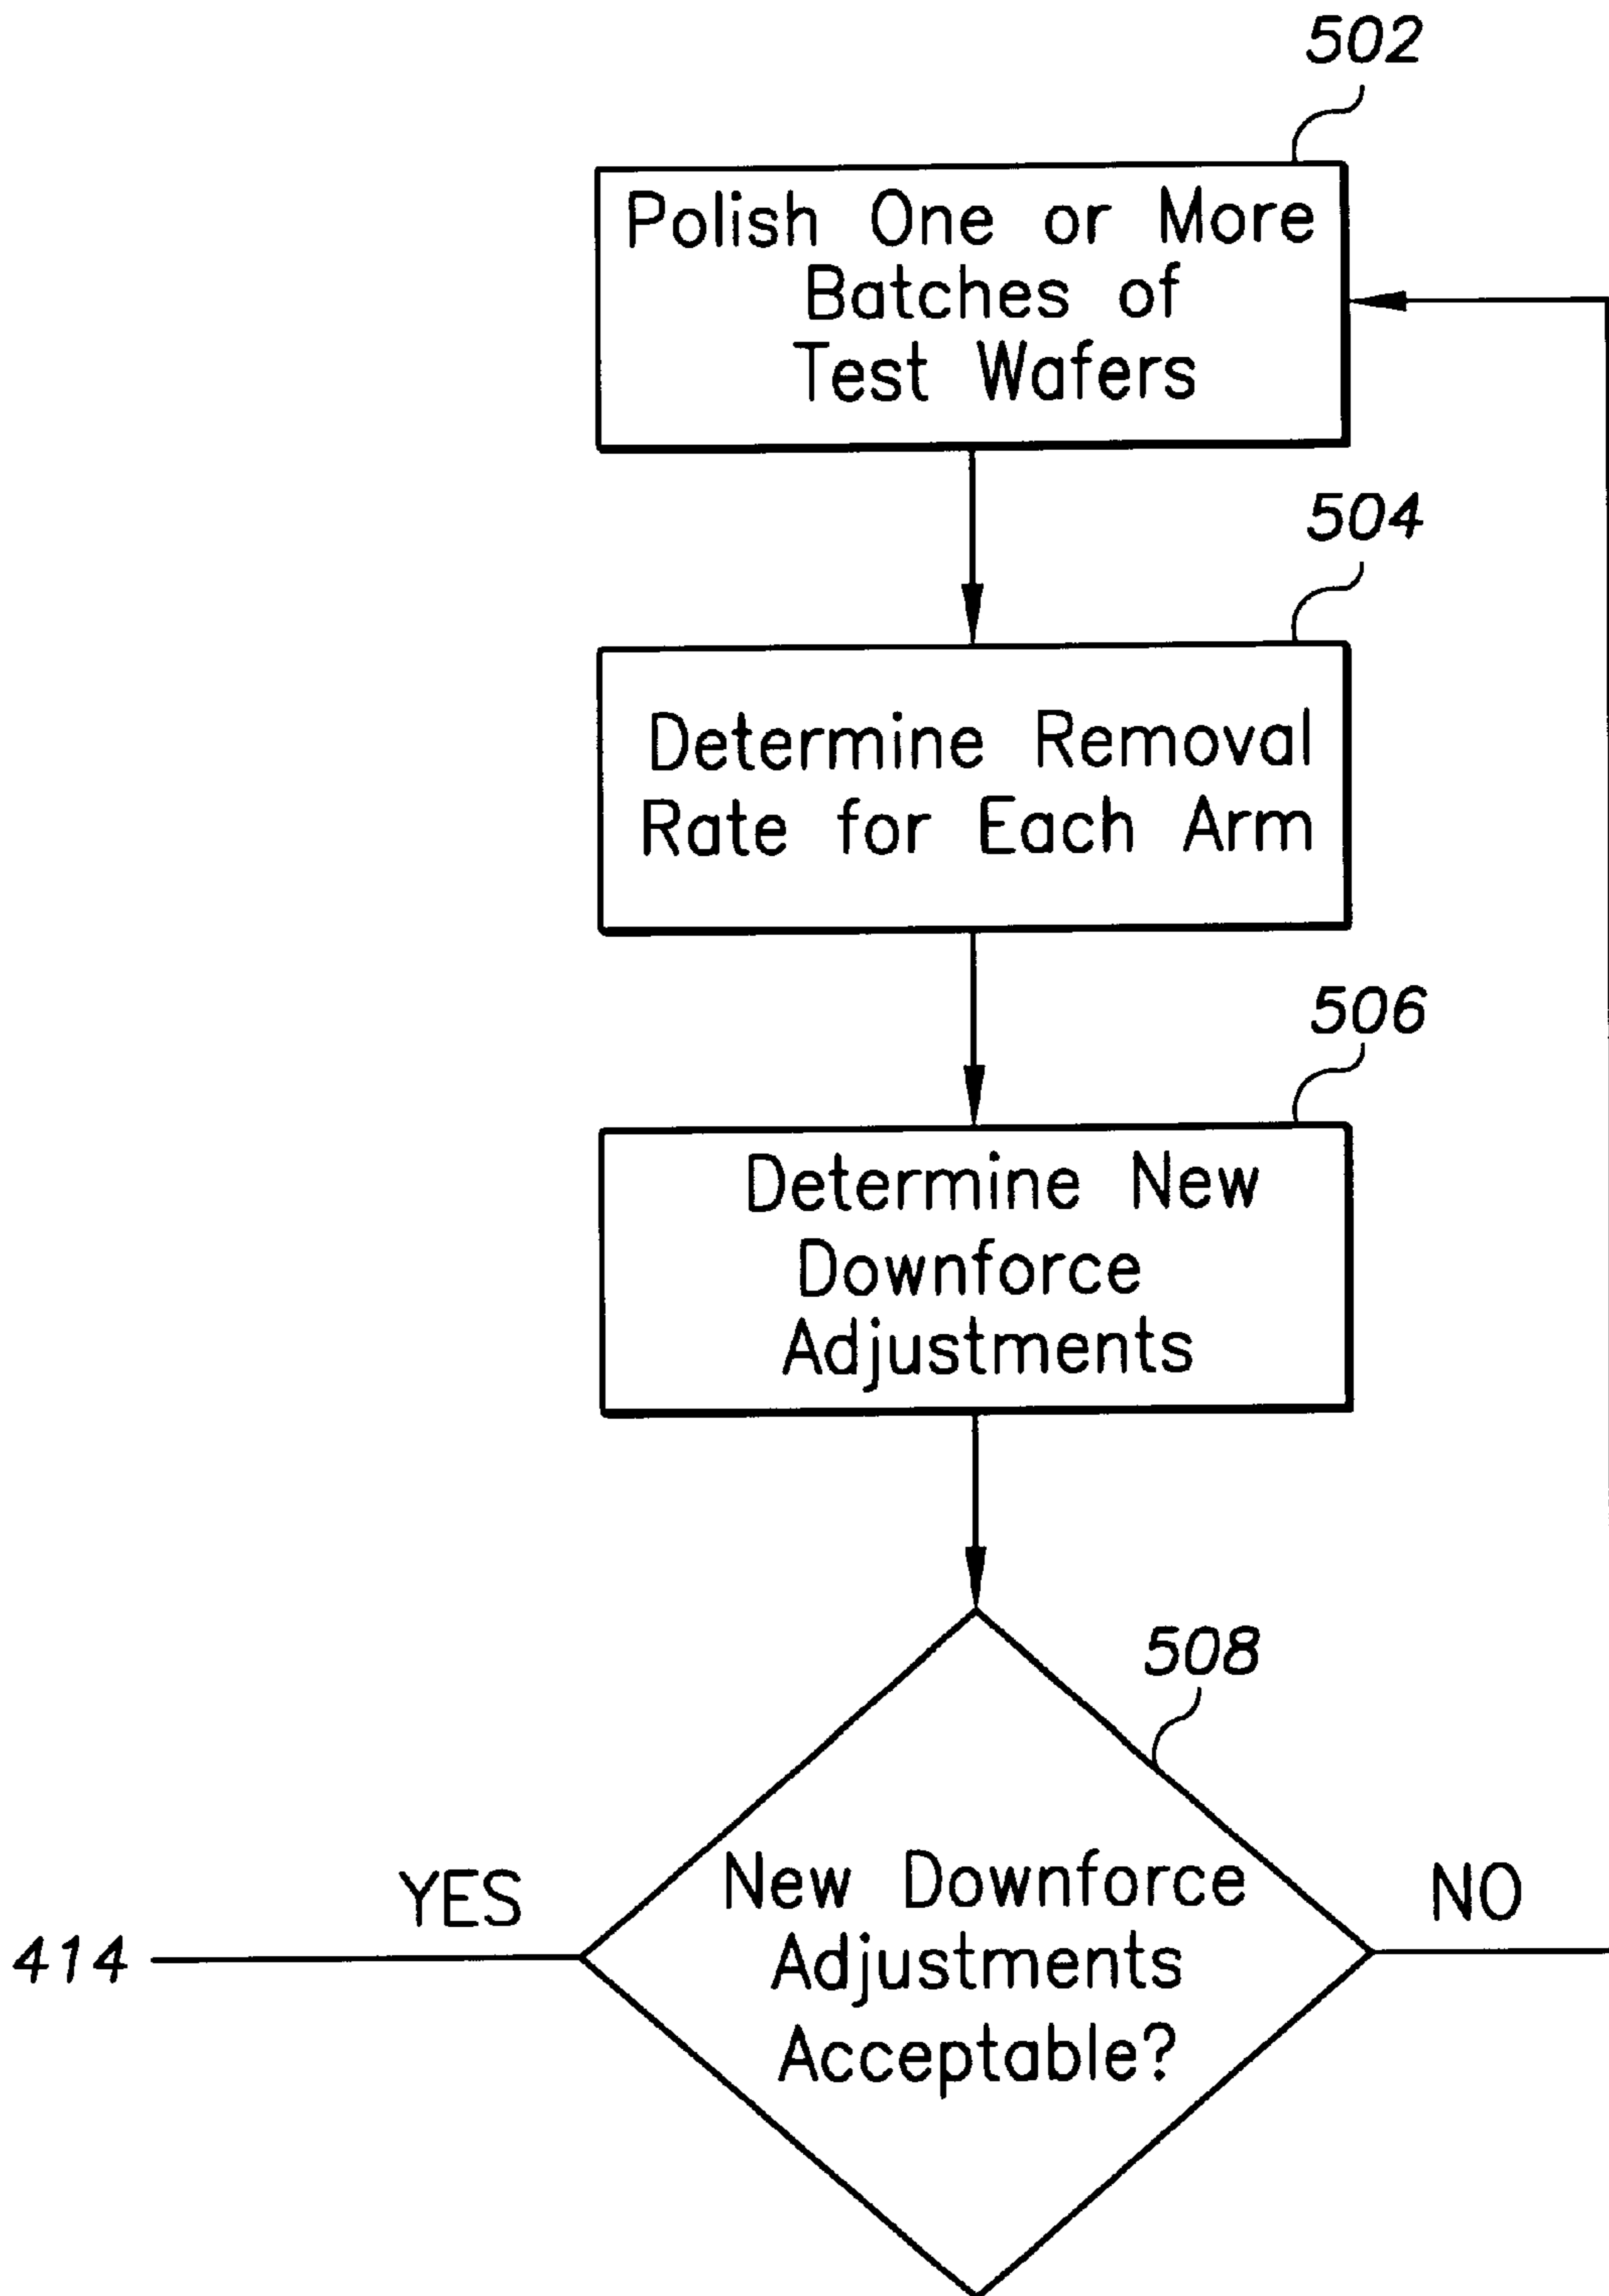 502
Polish One or More
Batches of
Test Wafers
504
Determine Removal
Rate for Each Arm
506
Determine New
Downforce
Adjustments
508
New Downforce
Adjustments
Acceptable?
YES
NO
414